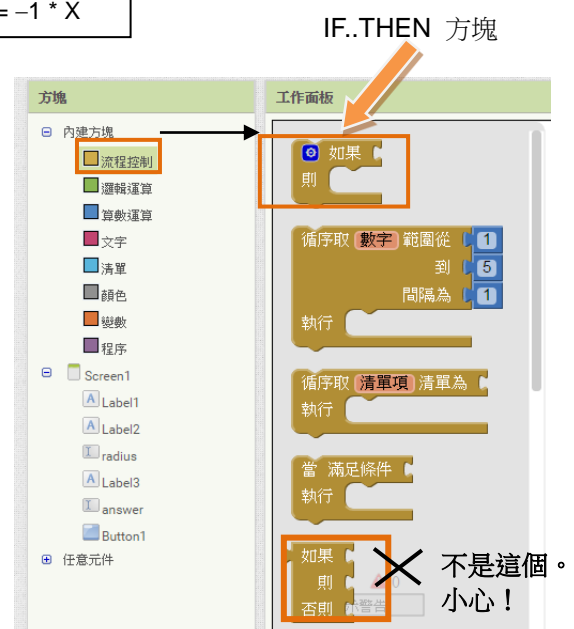 = −1 * X
IF..THEN 方塊
方塊
內建方塊
流程控制
邏輯運算
算數運算
文字
清單
顏色
變數
程序
Screen1
Label1
Label2
radius
Label3
answer
Button1
任意元件
工作面板
如果
則
循序取 數字 範圍從 1
到 5
間隔為 1
執行
循序取 清單項 清單為
執行
當 滿足條件
執行
如果
則 0
否則 示警告
不是這個。
小心！